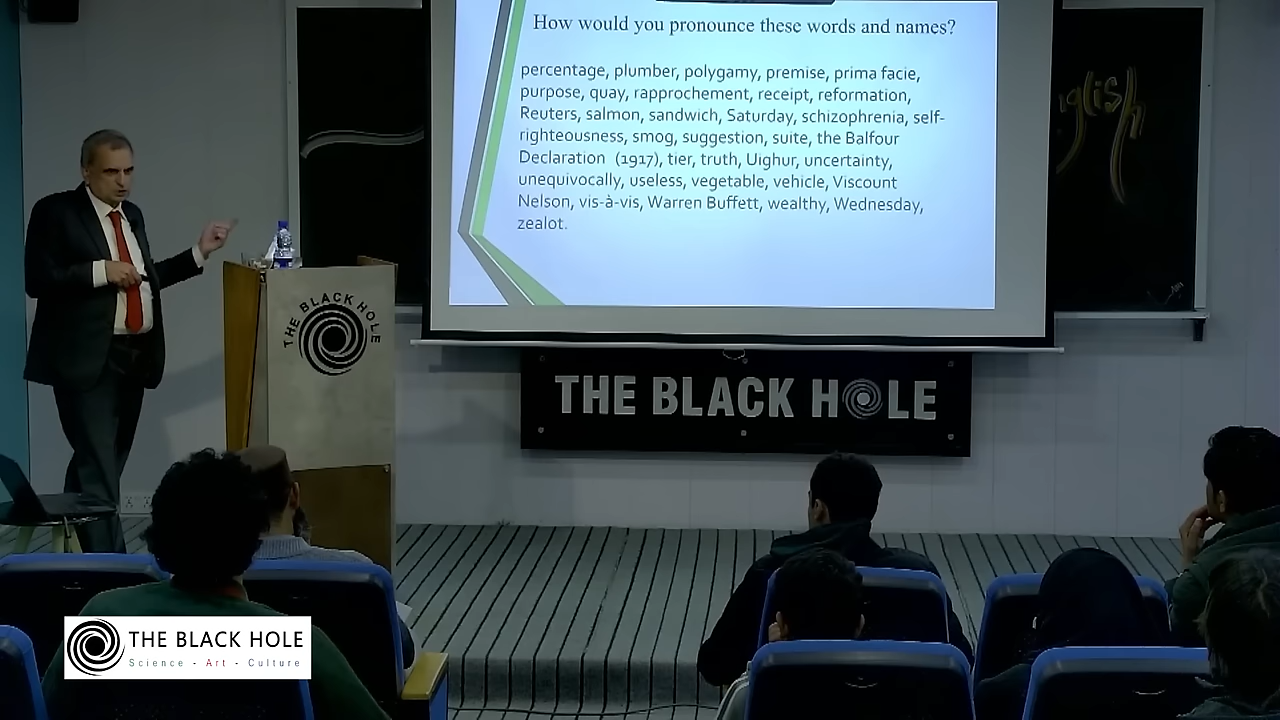 How would you pronounce these words and names?
percentage, plumber, polygamy, premise, prima facie,
purpose, quay, rapprochement, receipt, reformation,
Reuters, salmon, sandwich, Saturday, schizophrenia, self-
righteousness, smog, suggestion, suite, the Balfour
Declaration (1917), tier, truth, Uighur, uncertainty,
unequivocally, useless, vegetable, vehicle, Viscount
Nelson, vis-à-vis, Warren Buffett, wealthy, Wednesday,
zealot.
glish
THE BLACK HOLE
THE BLACK HOLE
THE BLACK HOLE
Science - Art - Culture